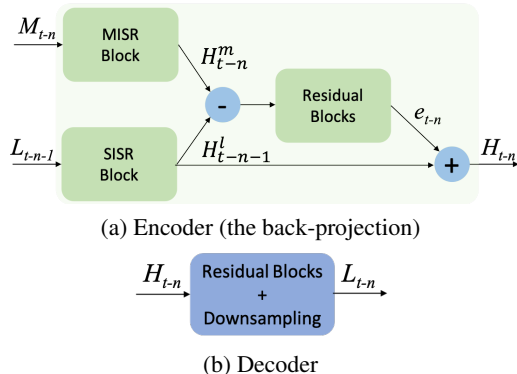 M_{t-n}
MISR
Block
H^m_{t-n}
-
Residual
Blocks
e_{t-n}
L_{t-n-1}
SISR
Block
H^l_{t-n-1}
+
H_{t-n}
(a) Encoder (the back-projection)
H_{t-n}
Residual Blocks
+
Downsampling
L_{t-n}
(b) Decoder